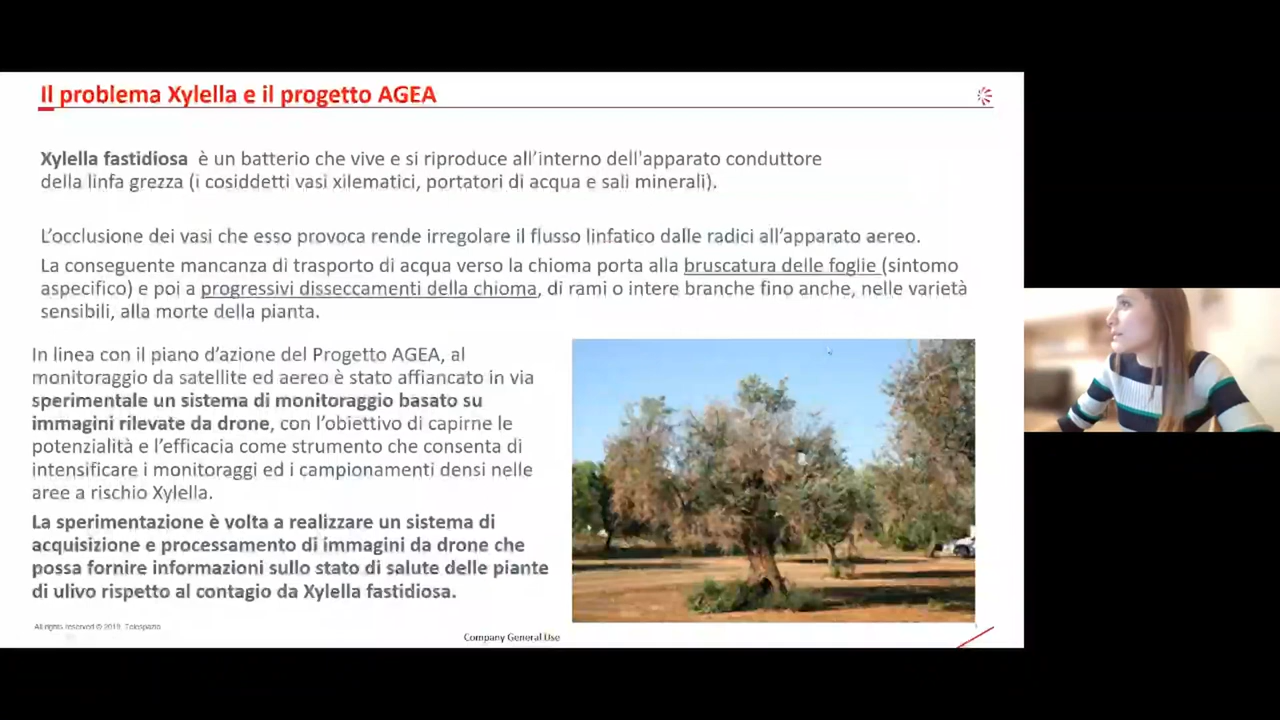 Il problema Xylella e il progetto AGEA
Xylella fastidiosa è un batterio che vive e si riproduce all'interno dell'apparato conduttore
della linfa grezza (i cosiddetti vasi xilematici, portatori di acqua e sali minerali).
L'occlusione dei vasi che esso provoca rende irregolare il flusso linfatico dalle radici all'apparato aereo.
La conseguente mancanza di trasporto di acqua verso la chioma porta alla bruscatura delle foglie (sintomo
aspecifico) e poi a progressivi disseccamenti della chioma, di rami o intere branche fino anche, nelle varietà
sensibili, alla morte della pianta.
In linea con il piano d'azione del Progetto AGEA, al
monitoraggio da satellite ed aereo è stato affiancato in via
sperimentale un sistema di monitoraggio basato su
immagini rilevate da drone, con l'obiettivo di capirne le
potenzialità e l'efficacia come strumento che consenta di
intensificare i monitoraggi ed i campionamenti densi nelle
aree a rischio Xylella.
La sperimentazione è volta a realizzare un sistema di
acquisizione e processamento di immagini da drone che
possa fornire informazioni sullo stato di salute delle piante
di ulivo rispetto al contagio da Xylella fastidiosa.
All rights reserved © 2019, Telespazio
Company General Use